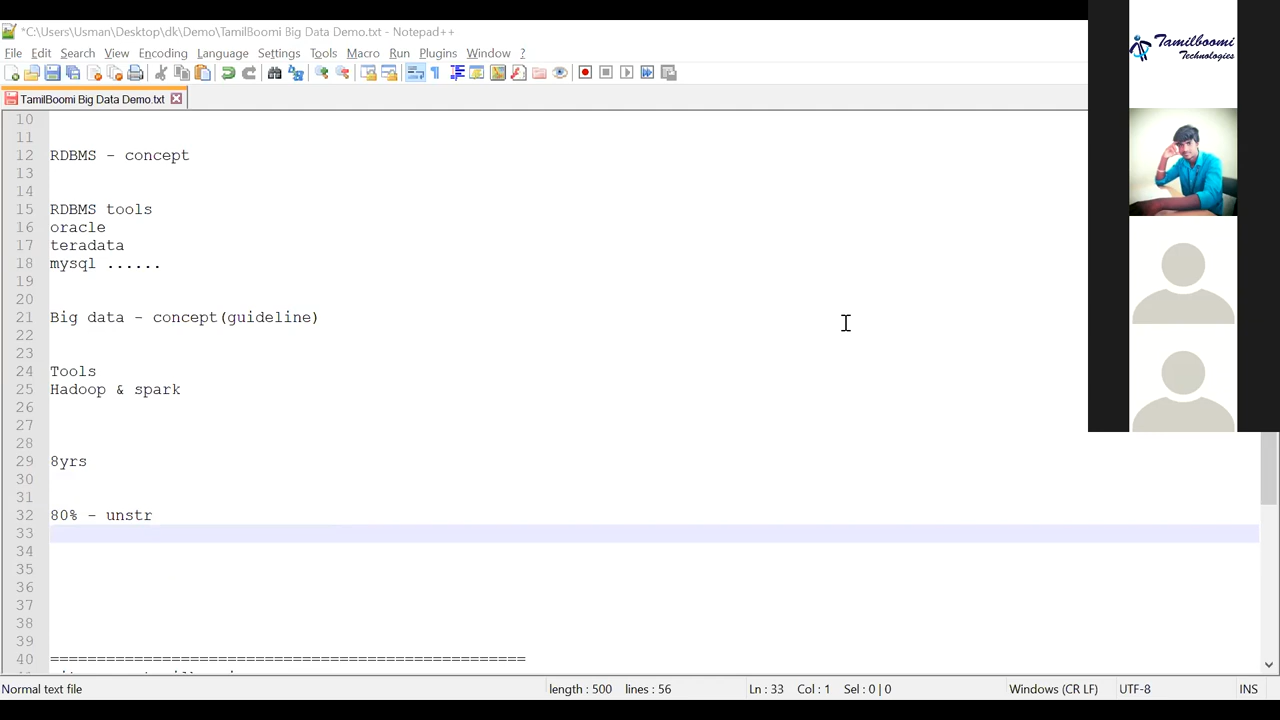 *C:\Users\Usman\Desktop\dk\Demo\TamilBoomi Big Data Demo.txt - Notepad++
File Edit Search View Encoding Language Settings Tools Macro Run Plugins Window ?
TamilBoomi Big Data Demo.txt
Tamilboomi
Technologies
10
11
12 RDBMS - concept
13
14
15 RDBMS tools
16 oracle
17 teradata
18 mysql ......
19
20
21 Big data - concept(guideline)
22
23
24 Tools
25 Hadoop & spark
26
27
28
29 8yrs
30
31
32 80% - unstr
33
34
35
36
37
38
39
40 ===================================================
Normal text file length : 500 lines : 56 Ln : 33 Col : 1 Sel : 0 | 0 Windows (CR LF) UTF-8 INS